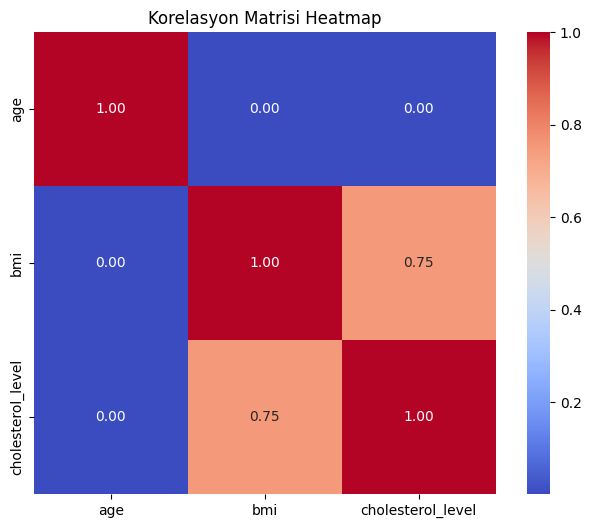 Korelasyon Matrisi Heatmap
age
1.00
0.00
0.00
bmi
0.00
1.00
0.75
cholesterol_level
0.00
0.75
1.00
age
bmi
cholesterol_level
1.0
0.8
0.6
0.4
0.2